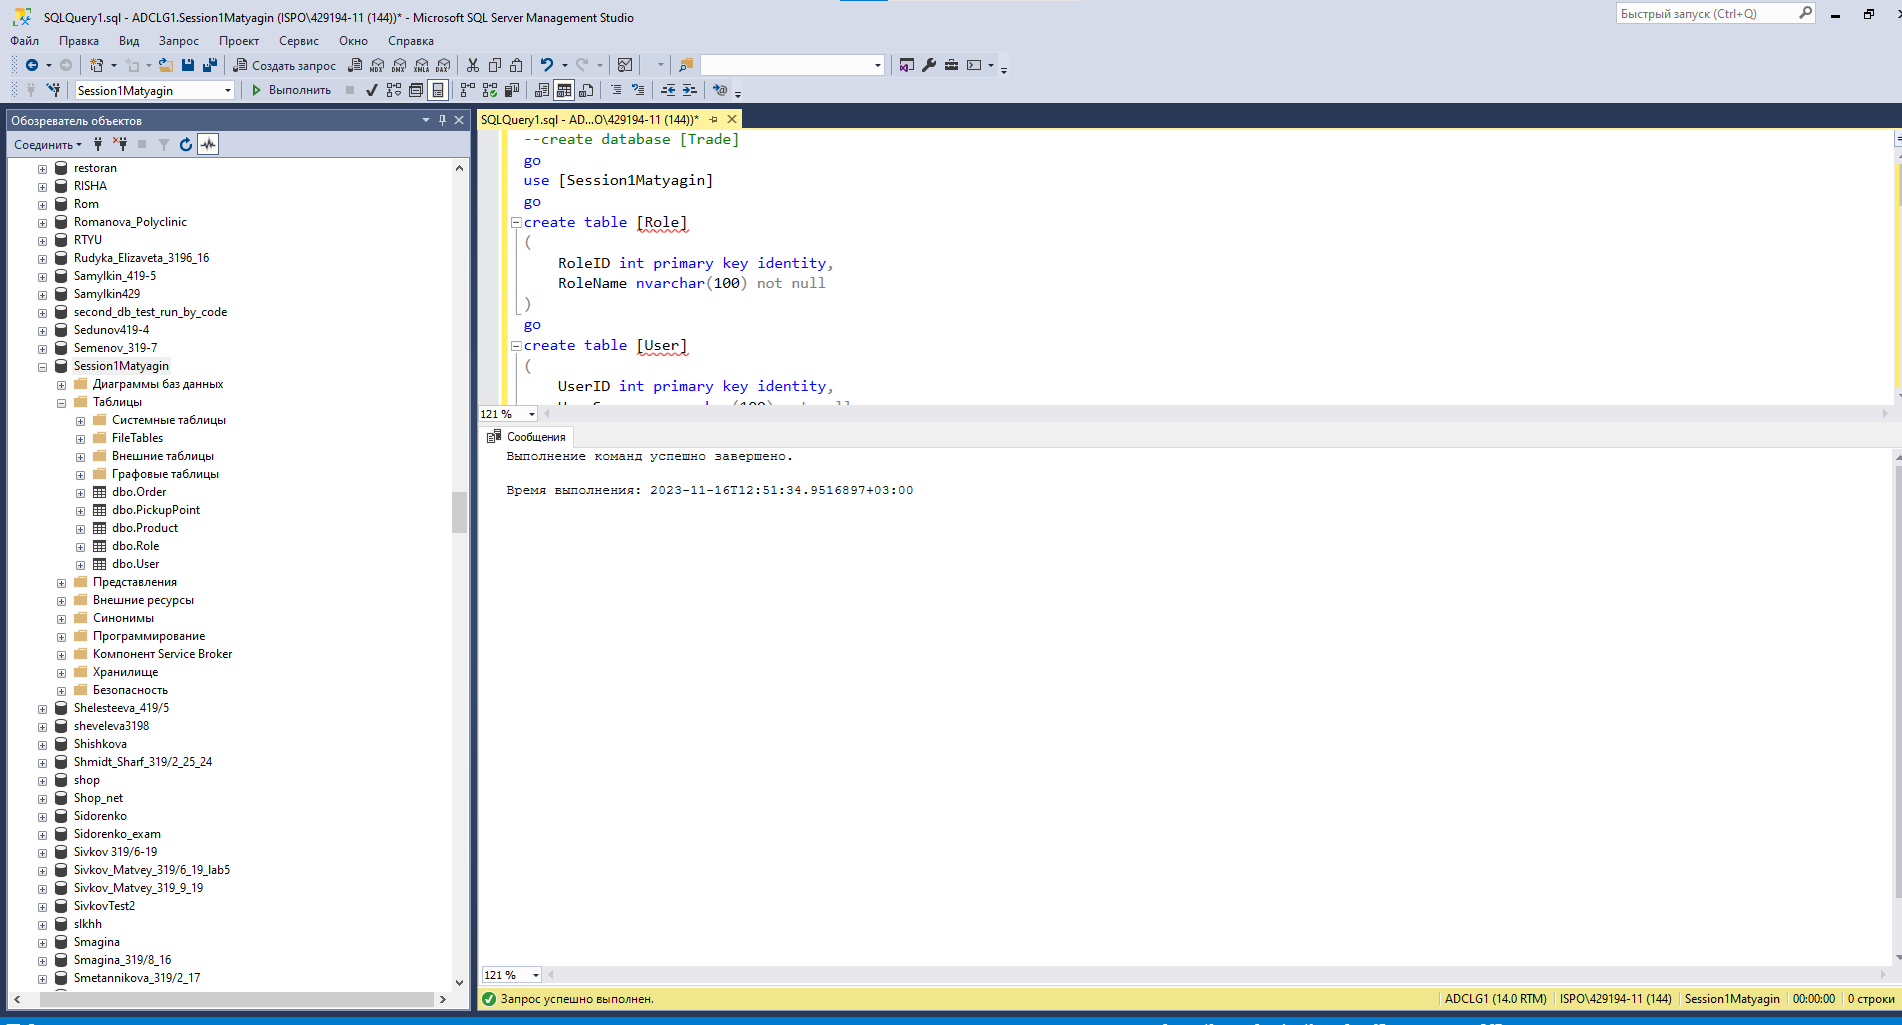 SQLQuery1.sql - ADCLG1.Session1Matyagin (ISPO\429194-11 (144))* - Microsoft SQL Server Management Studio
Быстрый запуск (Ctrl+Q)
Файл Правка Вид Запрос Проект Сервис Окно Справка
Создать запрос MDX DMX XMLA DAX
Session1Matyagin Выполнить
Обозреватель объектов
Соединить
restoran
RISHA
Rom
Romanova_Polyclinic
RTYU
Rudyka_Elizaveta_3196_16
Samylkin_419-5
Samylkin429
second_db_test_run_by_code
Sedunov419-4
Semenov_319-7
Session1Matyagin
Диаграммы баз данных
Таблицы
Системные таблицы
FileTables
Внешние таблицы
Графовые таблицы
dbo.Order
dbo.PickupPoint
dbo.Product
dbo.Role
dbo.User
Представления
Внешние ресурсы
Синонимы
Программирование
Компонент Service Broker
Хранилище
Безопасность
Shelesteeva_419/5
sheveleva3198
Shishkova
Shmidt_Sharf_319/2_25_24
shop
Shop_net
Sidorenko
Sidorenko_exam
Sivkov 319/6-19
Sivkov_Matvey_319/6_19_lab5
Sivkov_Matvey_319_9_19
SivkovTest2
slkhh
Smagina
Smagina_319/8_16
Smetannikova_319/2_17
SQLQuery1.sql - AD...O\429194-11 (144))*
--create database [Trade]
go
use [Session1Matyagin]
go
create table [Role]
(
RoleID int primary key identity,
RoleName nvarchar(100) not null
)
go
create table [User]
(
UserID int primary key identity,
121 %
Сообщения
Выполнение команд успешно завершено.
Время выполнения: 2023-11-16T12:51:34.9516897+03:00
121 %
Запрос успешно выполнен.
ADCLG1 (14.0 RTM) ISPO\429194-11 (144) Session1Matyagin 00:00:00 0 строки